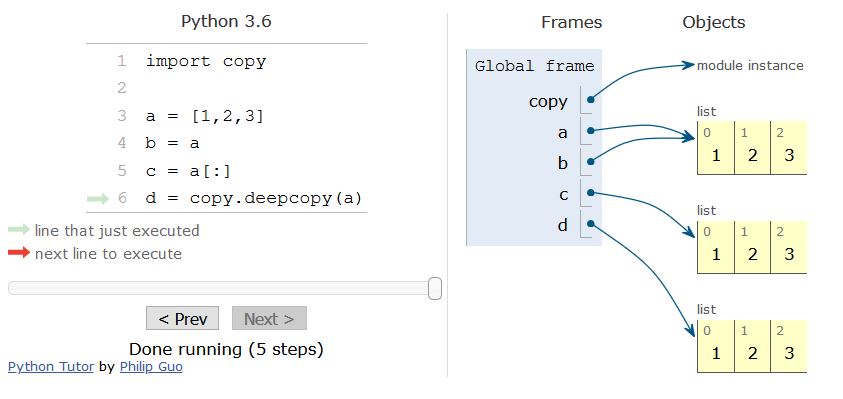 Python 3.6
1 import copy
2
3 a = [1,2,3]
4 b = a
5 c = a[:]
6 d = copy.deepcopy(a)
line that just executed
next line to execute
< Prev Next >
Done running (5 steps)
Python Tutor by Philip Guo
Frames Objects
Global frame
copy
a
b
c
d
module instance
list
0 1 2
1 2 3
list
0 1 2
1 2 3
list
0 1 2
1 2 3